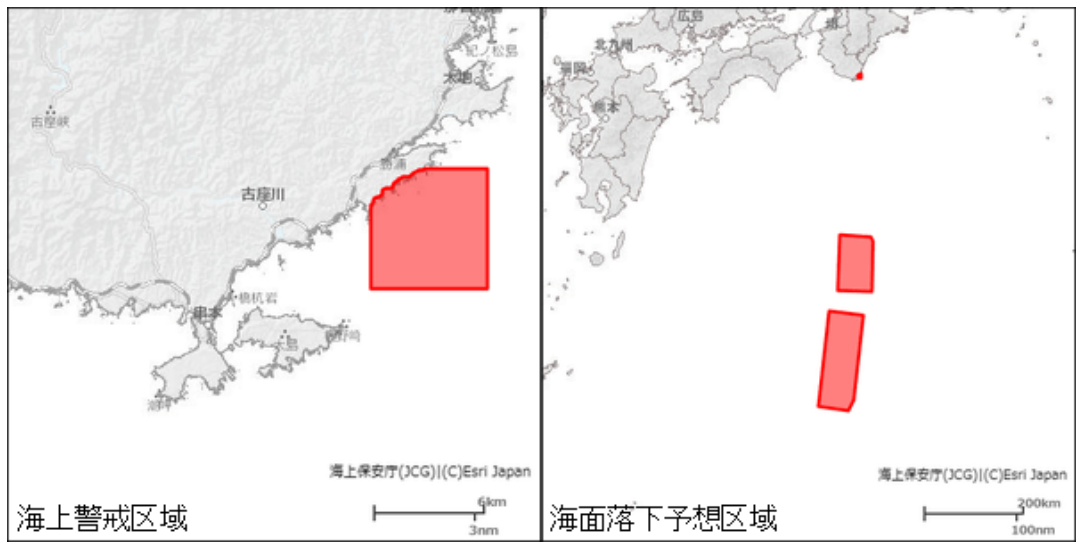 紀ノ松島
太地
古座峡
勝浦
古座川
橋杭岩
串本
大島
樫野崎
潮岬
海上保安庁(JCG)|(C)Esri Japan
6km
3nm
海上警戒区域
広島
堺
北九州
福岡
熊本
海上保安庁(JCG)|(C)Esri Japan
200km
100nm
海面落下予想区域